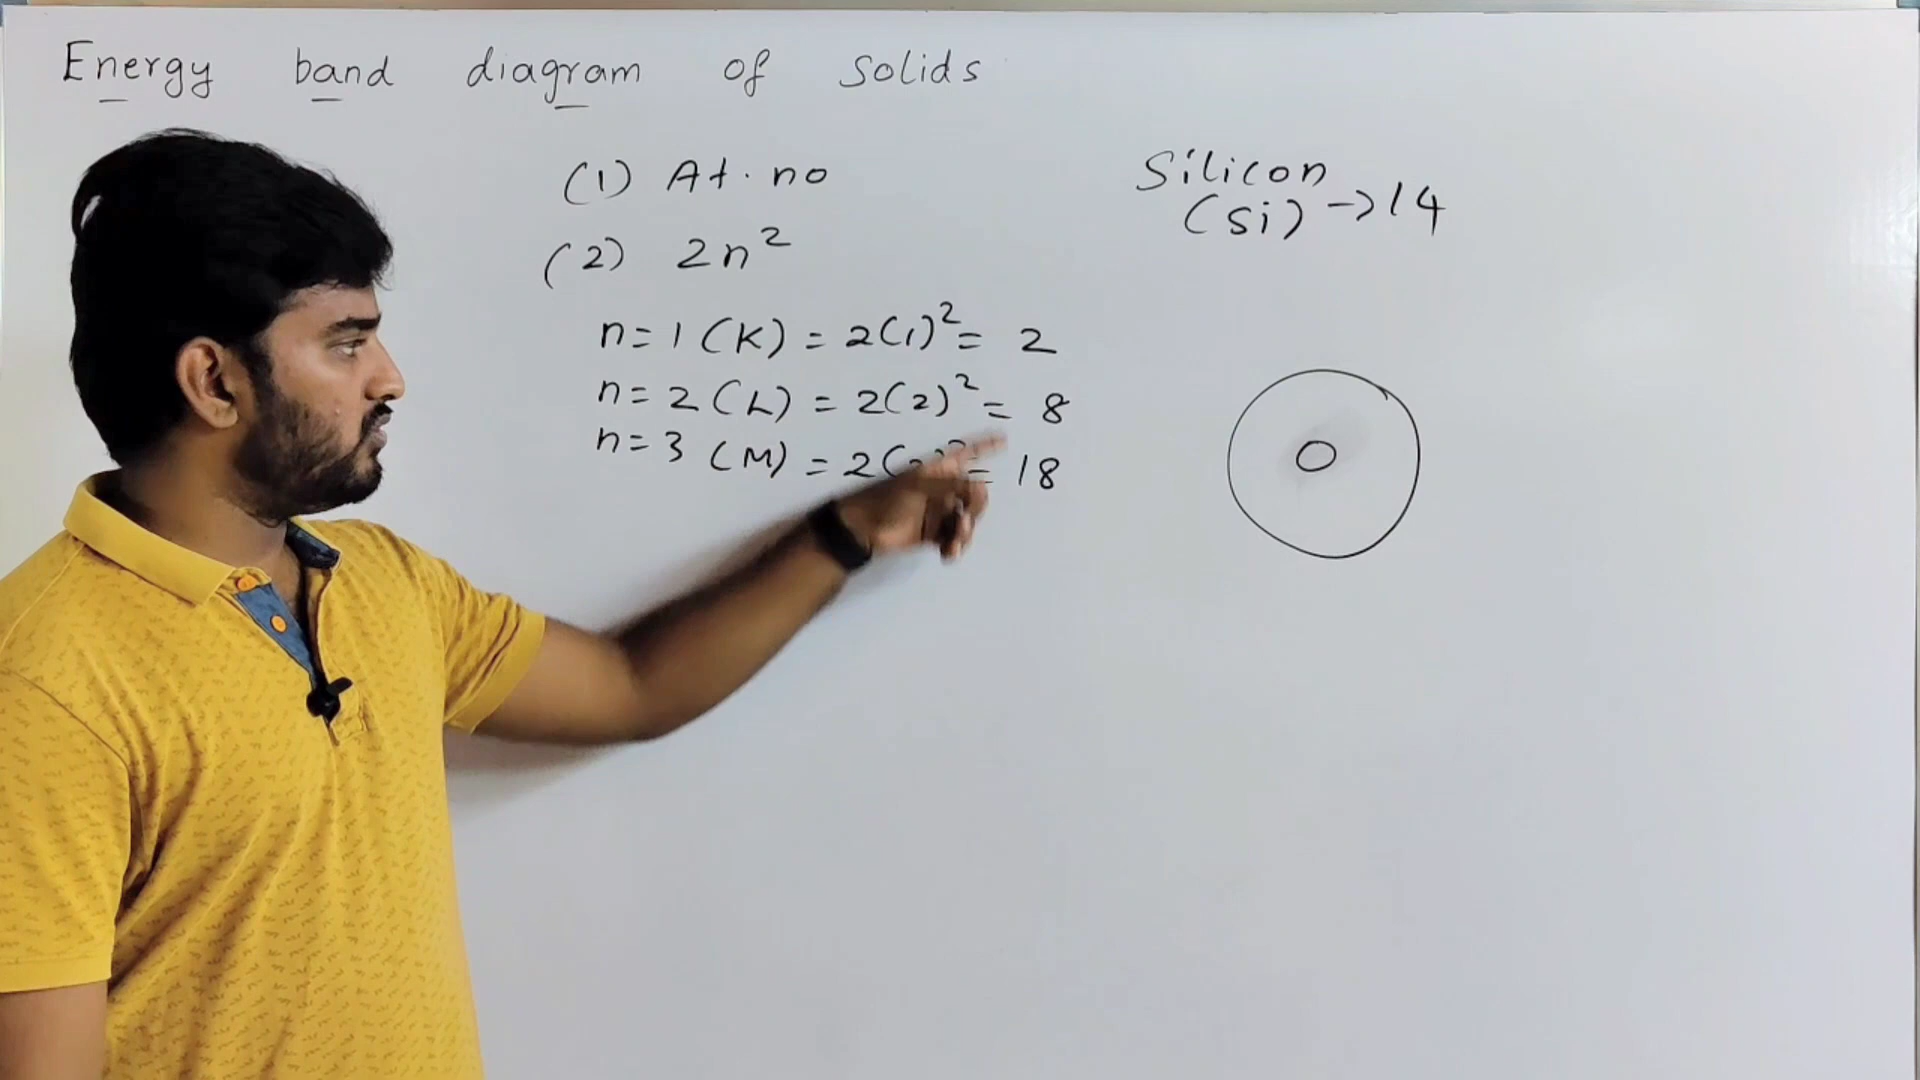 Energy band diagram of solids
(1) At. no
(2) 2n²
n=1 (K) = 2(1)² = 2
n=2 (L) = 2(2)² = 8
n=3 (M) = 2( )² = 18
Silicon
(Si) → 14